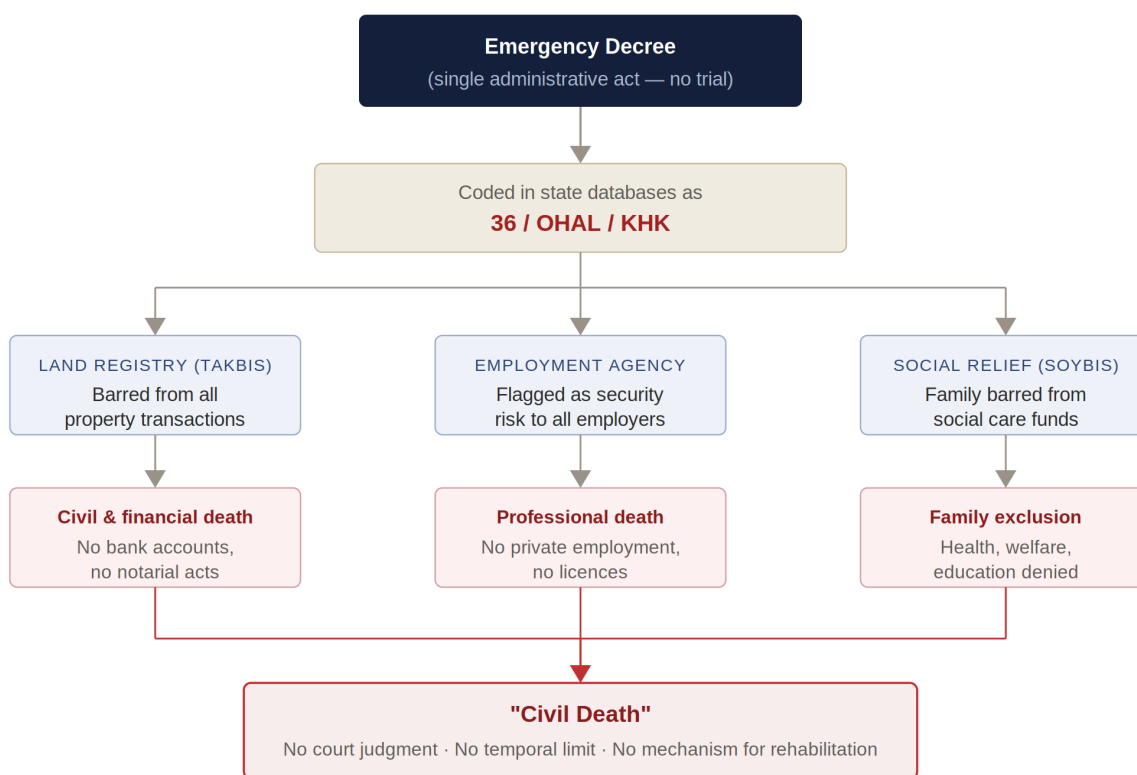 Emergency Decree
(single administrative act — no trial)
Coded in state databases as
36 / OHAL / KHK
LAND REGISTRY (TAKBIS)
Barred from all
property transactions
EMPLOYMENT AGENCY
Flagged as security
risk to all employers
SOCIAL RELIEF (SOYBIS)
Family barred from
social care funds
Civil & financial death
No bank accounts,
no notarial acts
Professional death
No private employment,
no licences
Family exclusion
Health, welfare,
education denied
"Civil Death"
No court judgment · No temporal limit · No mechanism for rehabilitation